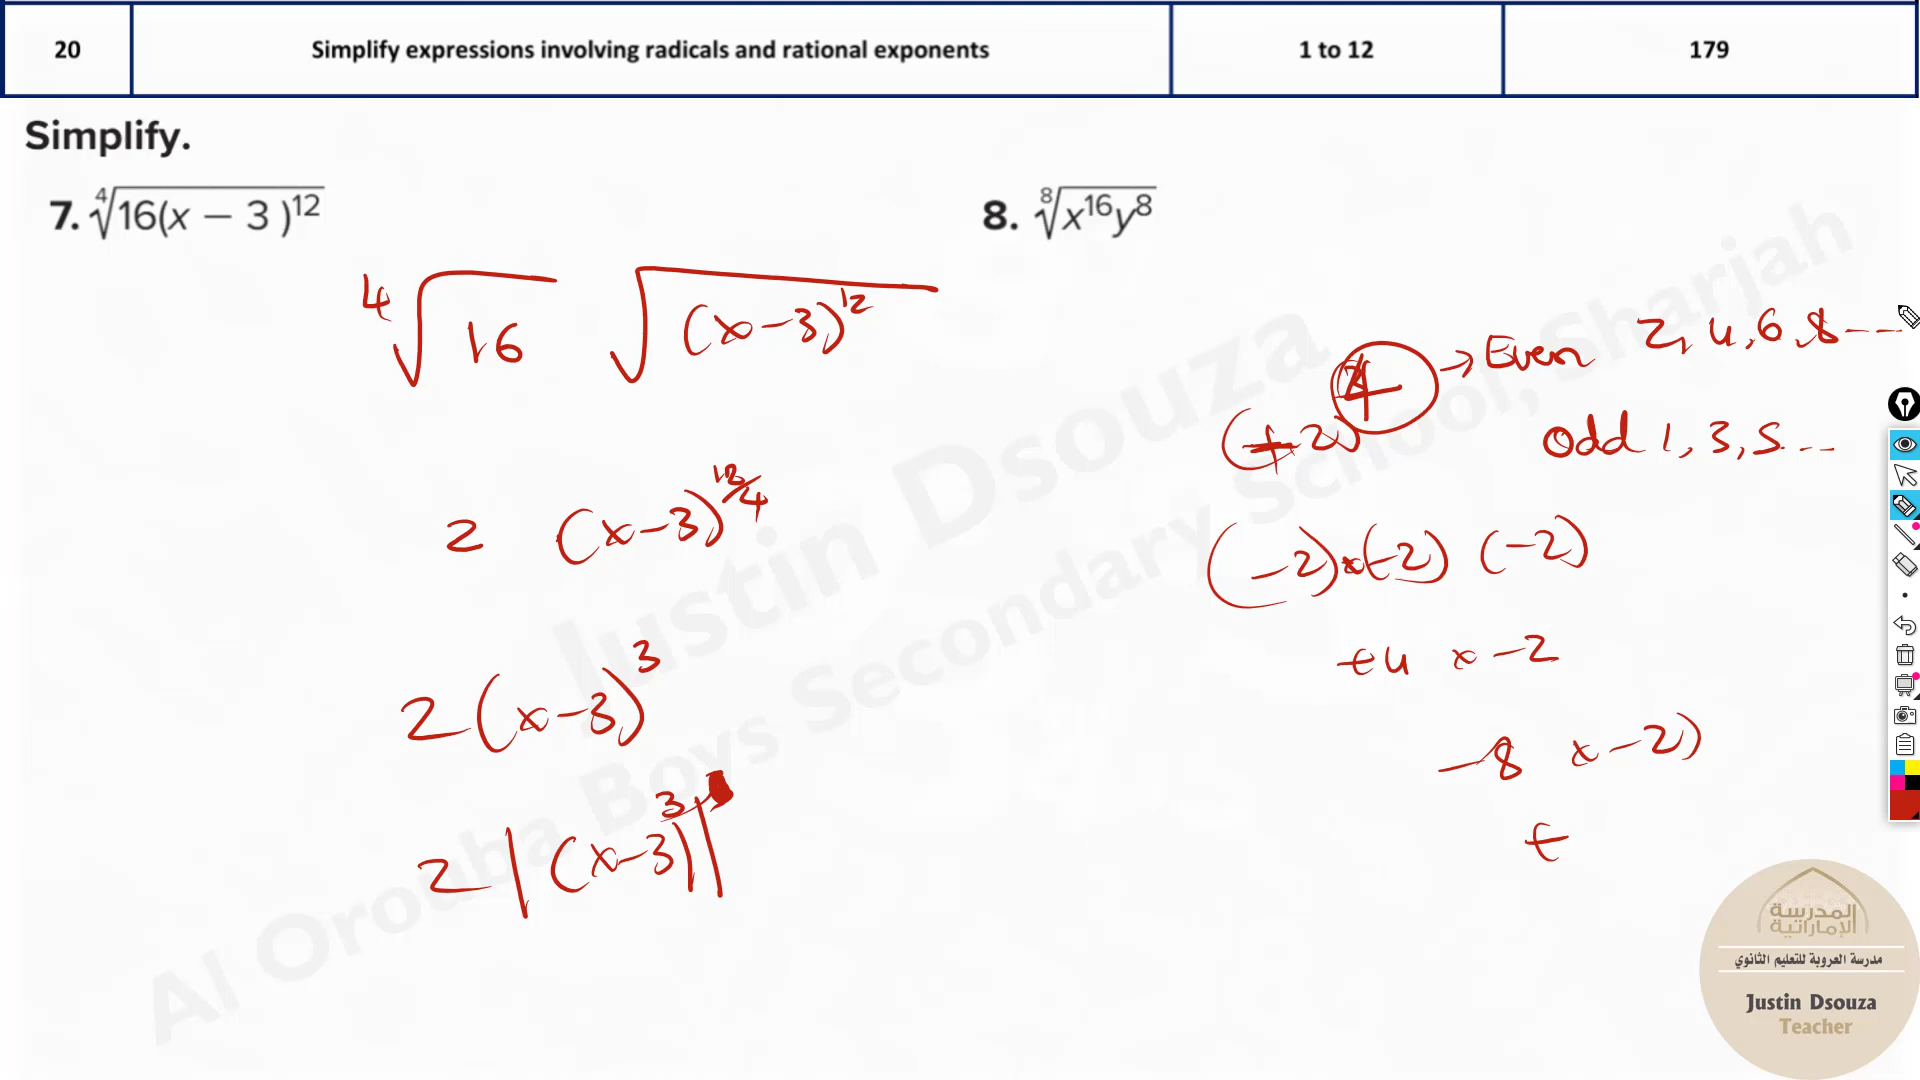 20 Simplify expressions involving radicals and rational exponents 1 to 12 179
Simplify.
7. ∜16(x − 3 )¹² 8. ⁸√x¹⁶y⁸
∜16 √(x−3)¹²
2 (x−3)^12/4
2(x−3)³
2|(x−3)³|
→ Even 2, 4, 6, 8 - - -
(+2)⁴
Odd 1, 3, 5 - -
(−2)×(−2) (−2)
+4 x −2
−8 x −2)
+
Justin Dsouza
Al Orouba Boys Secondary School, Sharjah
المدرسة
الإماراتية
مدرسة العروبة للتعليم الثانوي
Justin Dsouza
Teacher